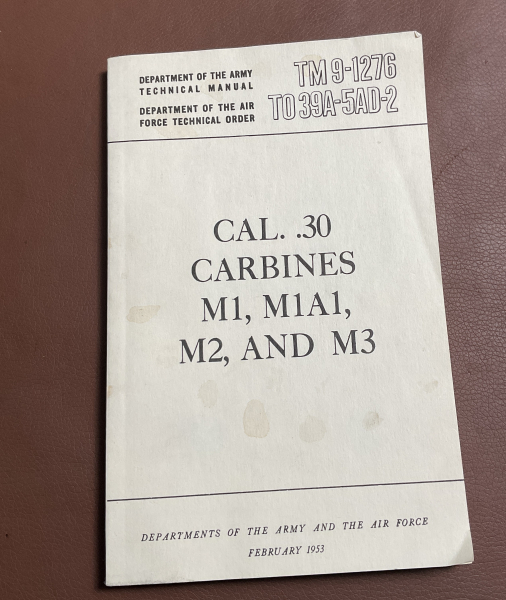 DEPARTMENT OF THE ARMY
TECHNICAL MANUAL
DEPARTMENT OF THE AIR
FORCE TECHNICAL ORDER
TM 9-1276
TO 39A-5AD-2
CAL. .30
CARBINES
M1, M1A1,
M2, AND M3
DEPARTMENTS OF THE ARMY AND THE AIR FORCE
FEBRUARY 1953